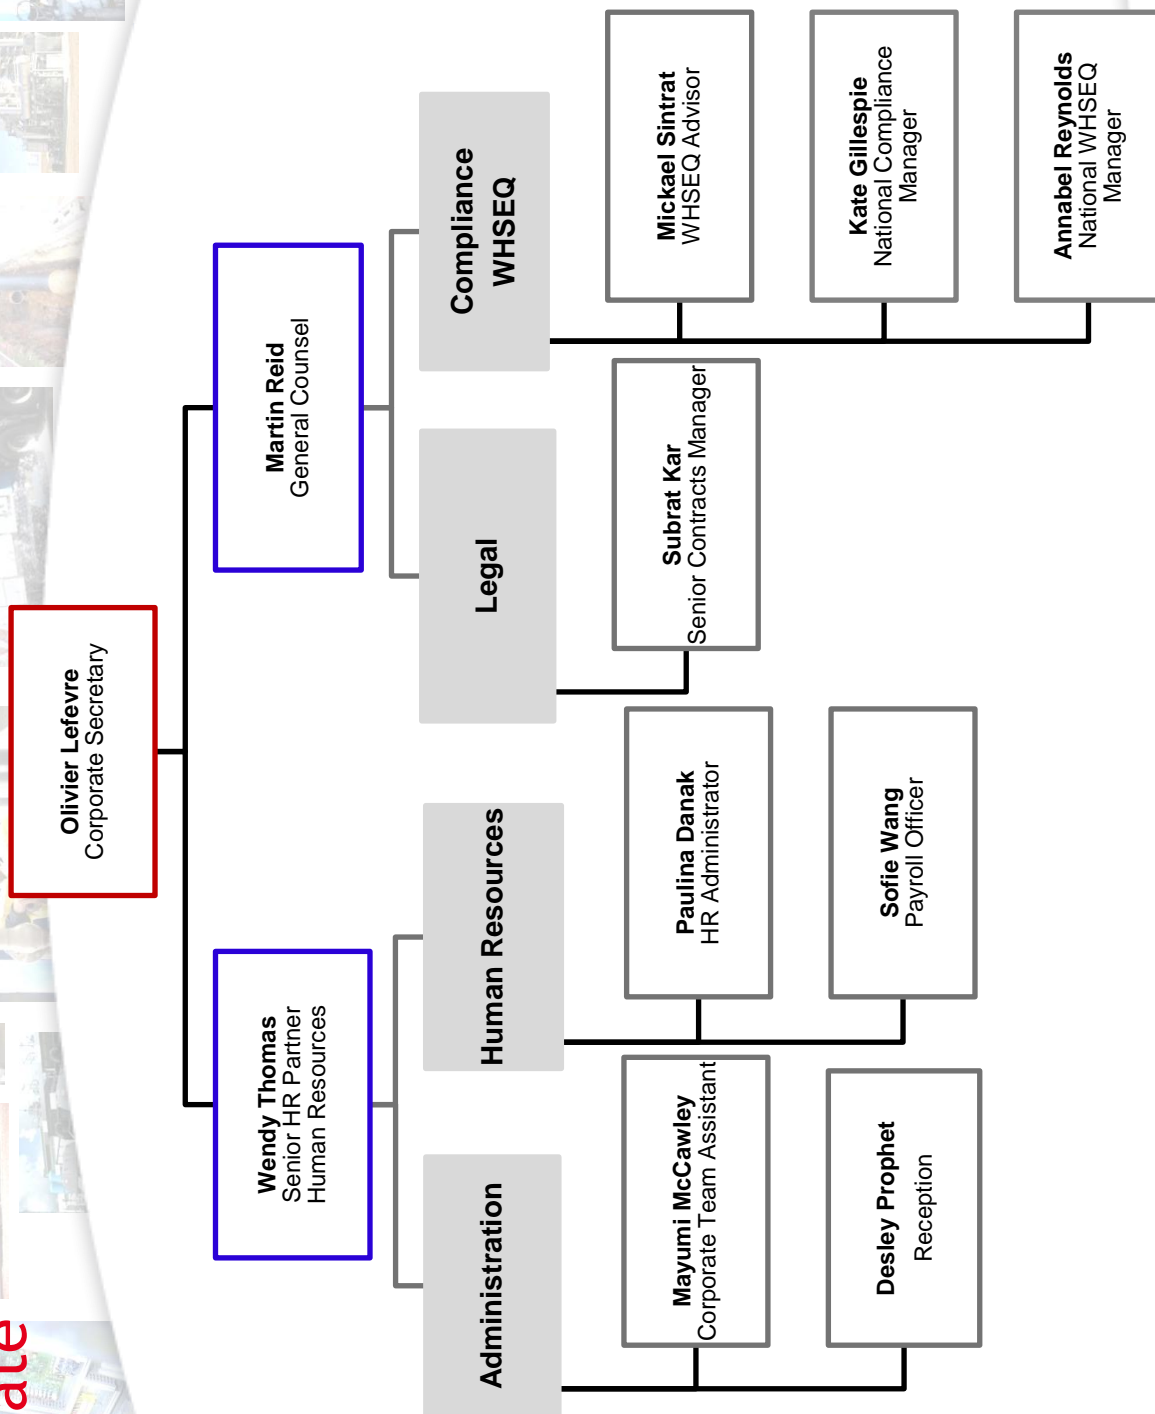 Olivier Lefevre
Corporate Secretary
Wendy Thomas
Senior HR Partner
Human Resources
Martin Reid
General Counsel
Administration
Human Resources
Legal
Compliance
WHSEQ
Mayumi McCawley
Corporate Team Assistant
Desley Prophet
Reception
Paulina Danak
HR Administrator
Sofie Wang
Payroll Officer
Subrat Kar
Senior Contracts Manager
Mickael Sintrat
WHSEQ Advisor
Kate Gillespie
National Compliance
Manager
Annabel Reynolds
National WHSEQ
Manager